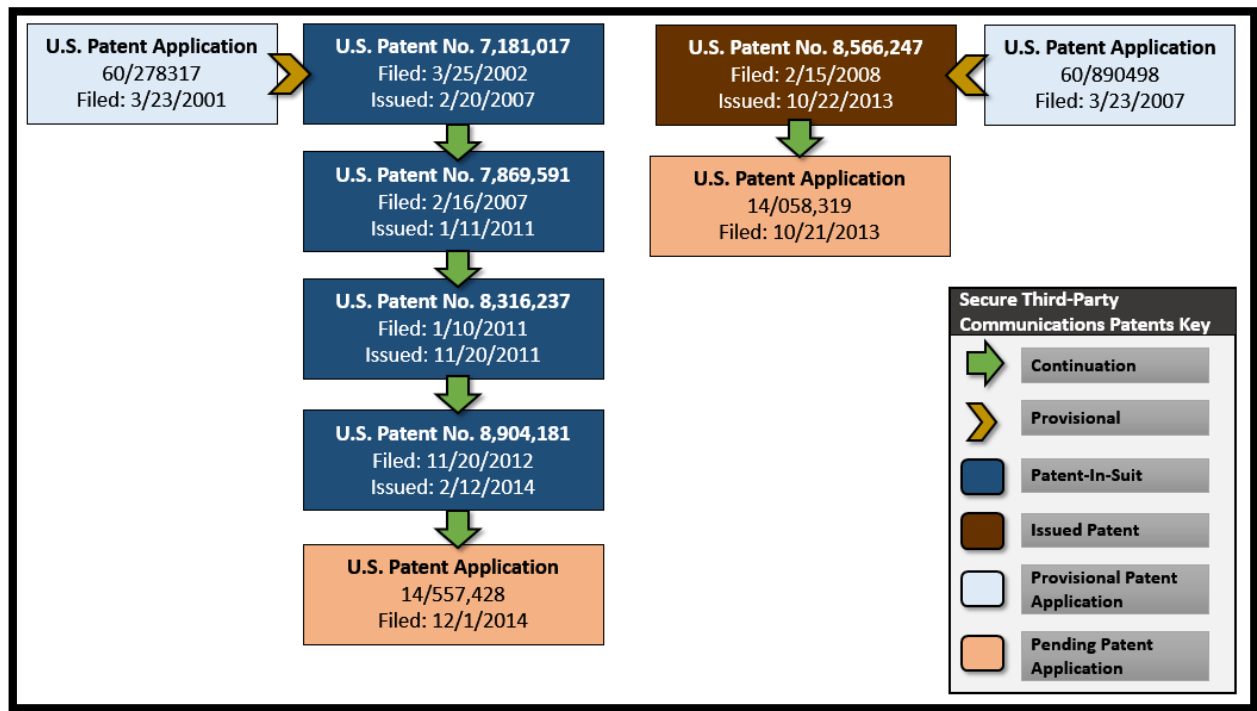 U.S. Patent Application
60/278317
Filed: 3/23/2001
U.S. Patent No. 7,181,017
Filed: 3/25/2002
Issued: 2/20/2007
U.S. Patent No. 8,566,247
Filed: 2/15/2008
Issued: 10/22/2013
U.S. Patent Application
60/890498
Filed: 3/23/2007
U.S. Patent No. 7,869,591
Filed: 2/16/2007
Issued: 1/11/2011
U.S. Patent Application
14/058,319
Filed: 10/21/2013
U.S. Patent No. 8,316,237
Filed: 1/10/2011
Issued: 11/20/2011
U.S. Patent No. 8,904,181
Filed: 11/20/2012
Issued: 2/12/2014
U.S. Patent Application
14/557,428
Filed: 12/1/2014
Secure Third-Party
Communications Patents Key
Continuation
Provisional
Patent-In-Suit
Issued Patent
Provisional Patent
Application
Pending Patent
Application